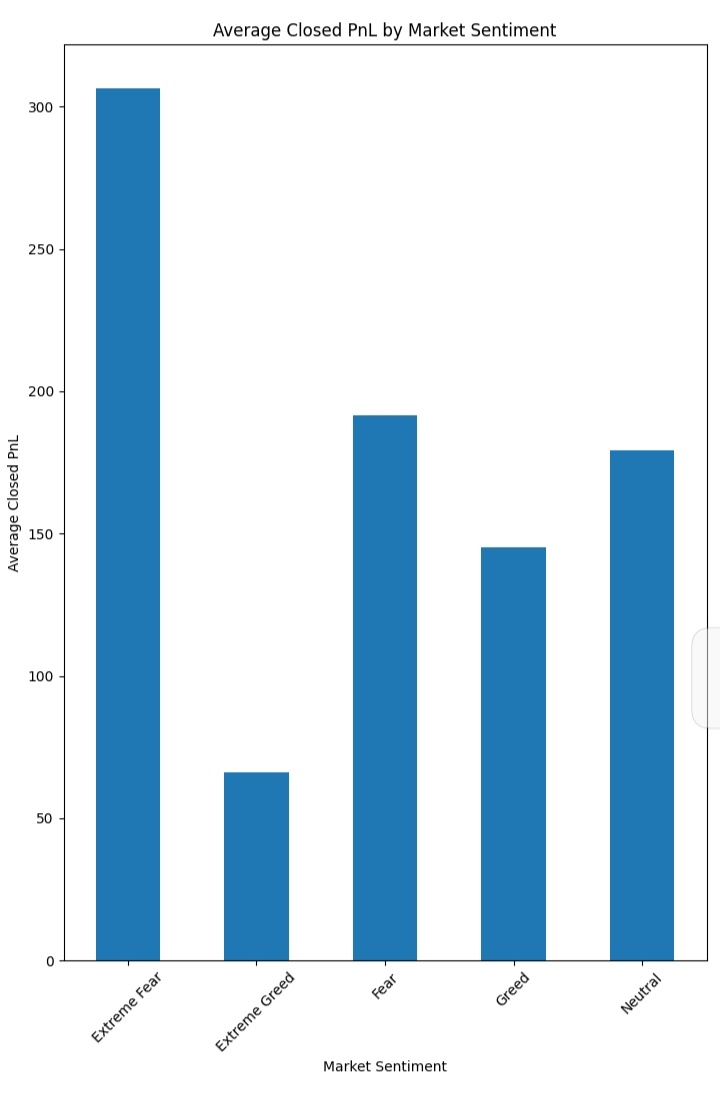 Average Closed PnL by Market Sentiment
300
250
200
150
100
50
0
Average Closed PnL
Extreme Fear
Extreme Greed
Fear
Greed
Neutral
Market Sentiment